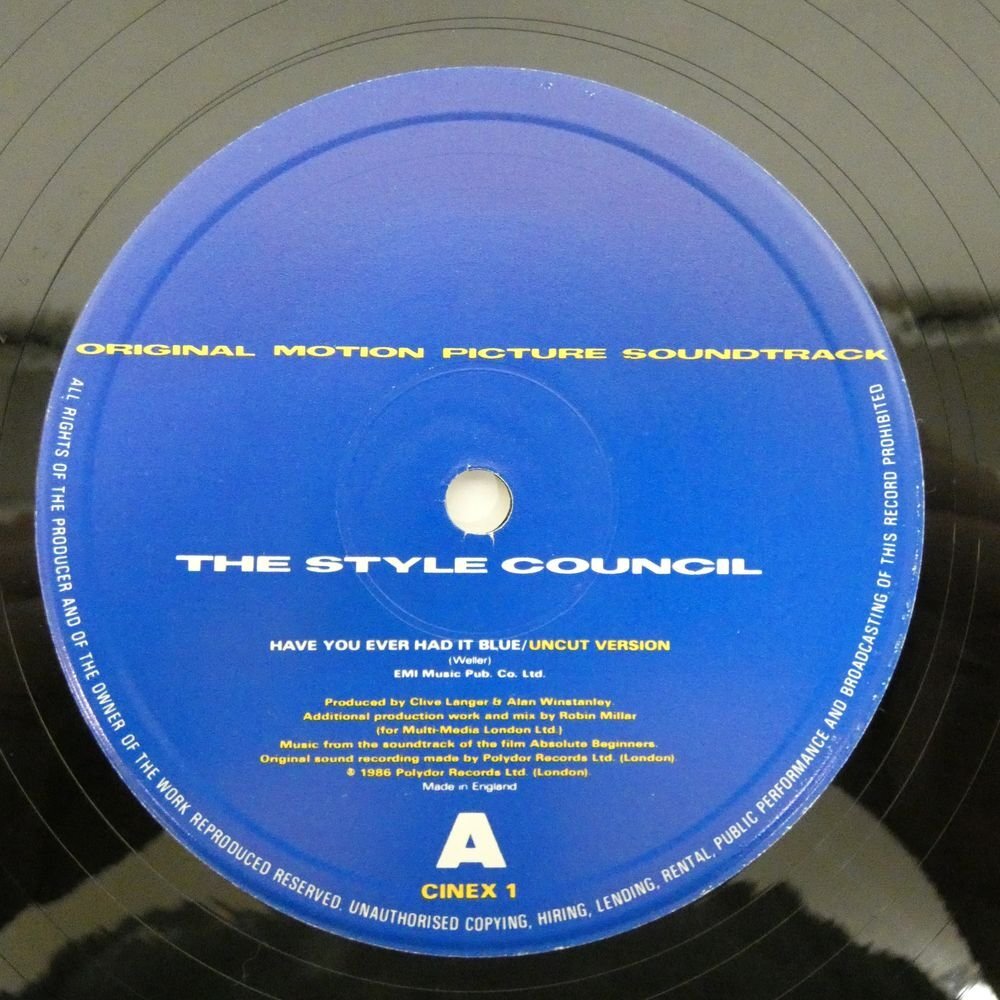 ORIGINAL MOTION PICTURE SOUNDTRACK
THE STYLE COUNCIL
HAVE YOU EVER HAD IT BLUE/UNCUT VERSION
(Weller)
EMI Music Pub. Co. Ltd.
Produced by Clive Langer & Alan Winstanley.
Additional production work and mix by Robin Millar
(for Multi-Media London Ltd.)
Music from the soundtrack of the film Absolute Beginners.
Original sound recording made by Polydor Records Ltd. (London).
℗ 1986 Polydor Records Ltd. (London).
Made in England
A
CINEX 1
ALL RIGHTS OF THE PRODUCER AND OF THE OWNER OF THE WORK REPRODUCED RESERVED. UNAUTHORISED COPYING, HIRING, LENDING, RENTAL, PUBLIC PERFORMANCE AND BROADCASTING OF THIS RECORD PROHIBITED